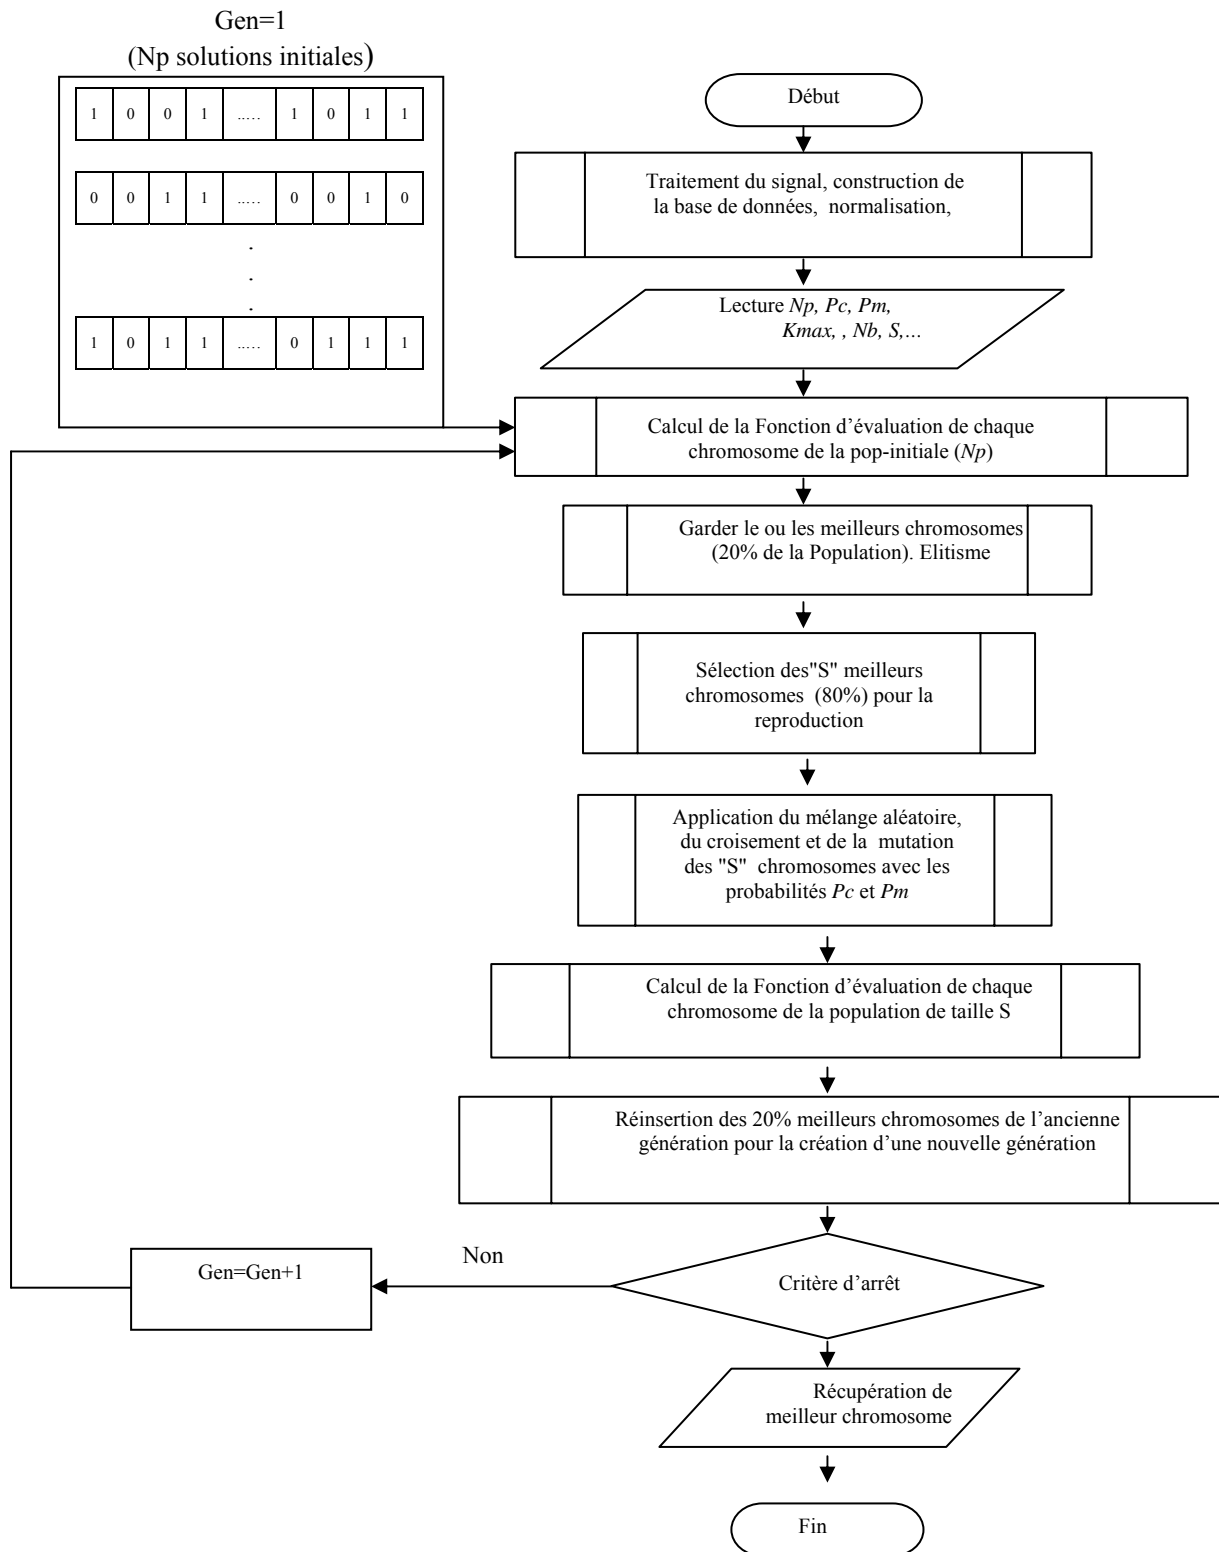 Gen=1
(Np solutions initiales)
1 0 0 1 ..... 1 0 1 1
0 0 1 1 ..... 0 0 1 0
.
.
.
1 0 1 1 ..... 0 1 1 1
Début
Traitement du signal, construction de
la base de données, normalisation,
Lecture Np, Pc, Pm,
Kmax, , Nb, S,...
Calcul de la Fonction d’évaluation de chaque
chromosome de la pop-initiale (Np)
Garder le ou les meilleurs chromosomes
(20% de la Population). Elitisme
Sélection des"S" meilleurs
chromosomes (80%) pour la
reproduction
Application du mélange aléatoire,
du croisement et de la mutation
des "S" chromosomes avec les
probabilités Pc et Pm
Calcul de la Fonction d’évaluation de chaque
chromosome de la population de taille S
Réinsertion des 20% meilleurs chromosomes de l’ancienne
génération pour la création d’une nouvelle génération
Non
Gen=Gen+1
Critère d’arrêt
Récupération de
meilleur chromosome
Fin